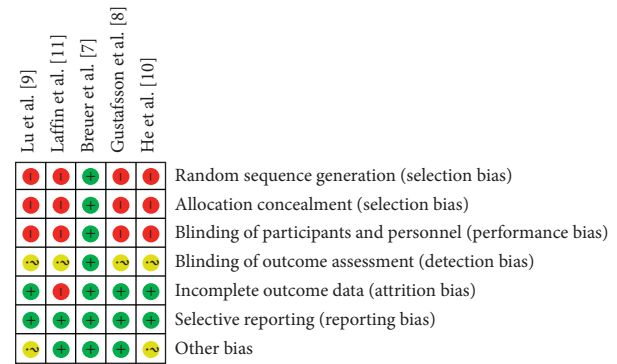 Lu et al. [9]
Laffin et al. [11]
Breuer et al. [7]
Gustafsson et al. [8]
He et al. [10]
– – + – – Random sequence generation (selection bias)
– – + – – Allocation concealment (selection bias)
– – + – – Blinding of participants and personnel (performance bias)
? ? + ? ? Blinding of outcome assessment (detection bias)
+ – + + + Incomplete outcome data (attrition bias)
+ + + + + Selective reporting (reporting bias)
? + + + ? Other bias